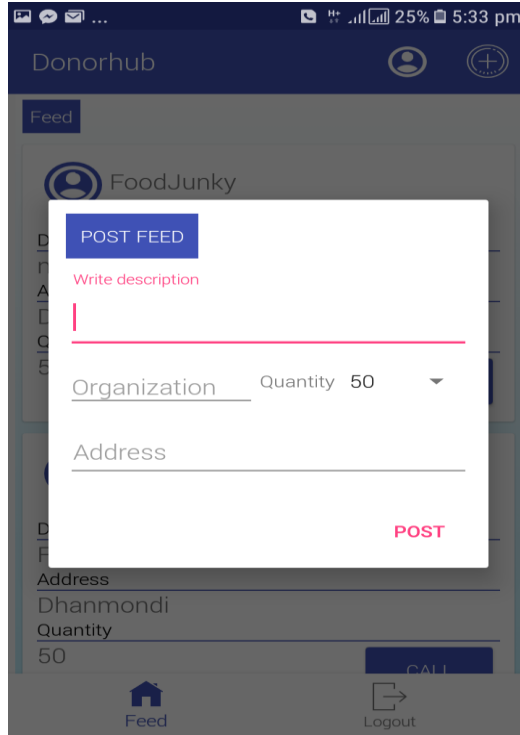 ... 25% 5:33 pm
Donorhub
Feed
FoodJunky
POST FEED
Write description
Organization Quantity 50
Address
POST
Address
Dhanmondi
Quantity
50
CALL
Feed Logout